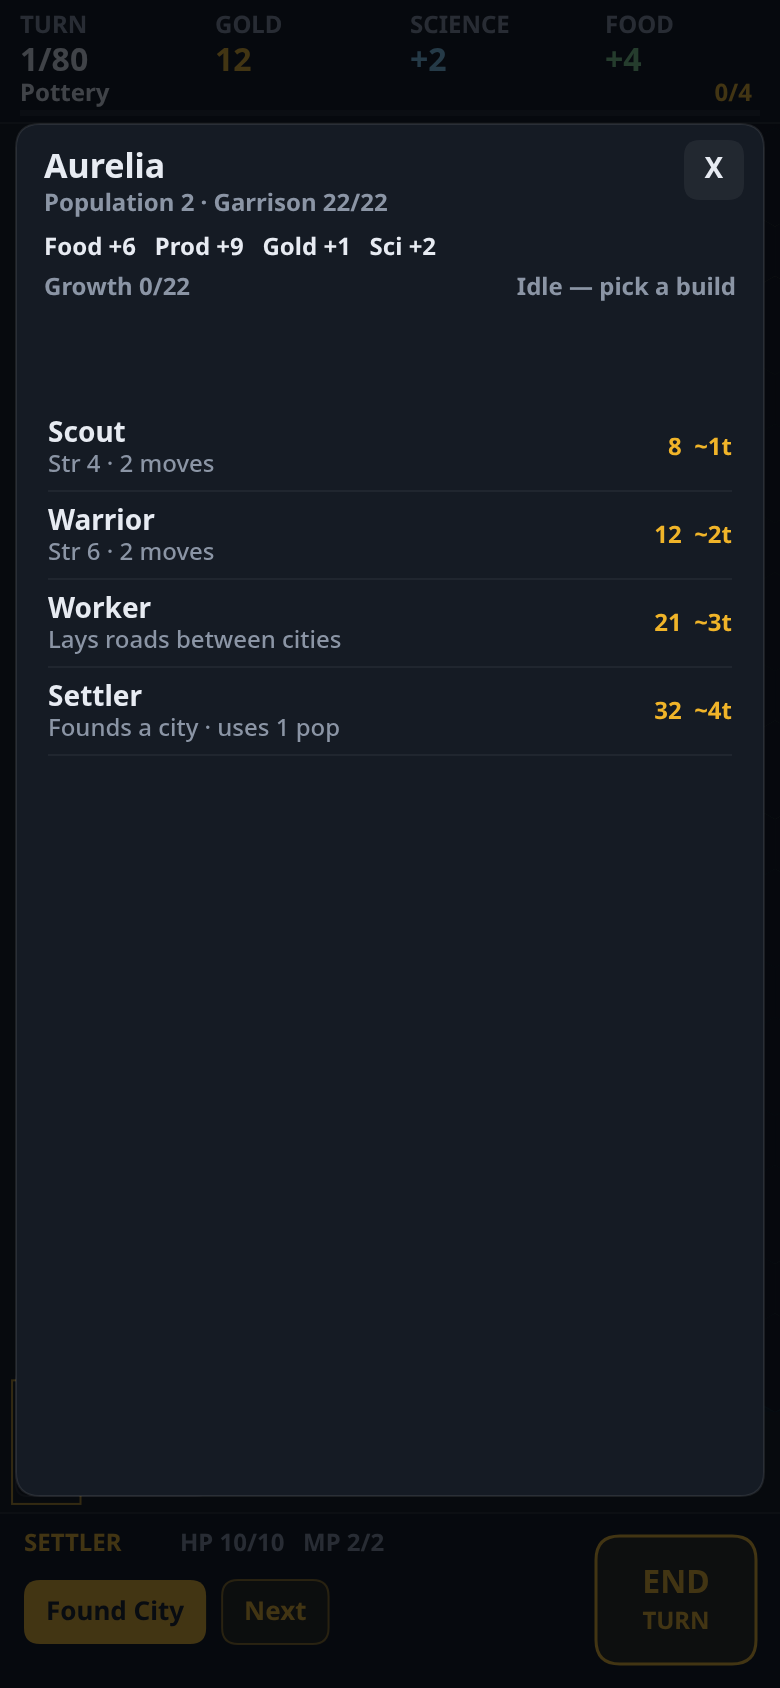 TURN GOLD SCIENCE FOOD
1/80 12 +2 +4
Pottery 0/4
Aurelia X
Population 2 · Garrison 22/22
Food +6 Prod +9 Gold +1 Sci +2
Growth 0/22 Idle — pick a build
Scout
Str 4 · 2 moves
8 ~1t
Warrior
Str 6 · 2 moves
12 ~2t
Worker
Lays roads between cities
21 ~3t
Settler
Founds a city · uses 1 pop
32 ~4t
SETTLER HP 10/10 MP 2/2
Found City Next
END
TURN